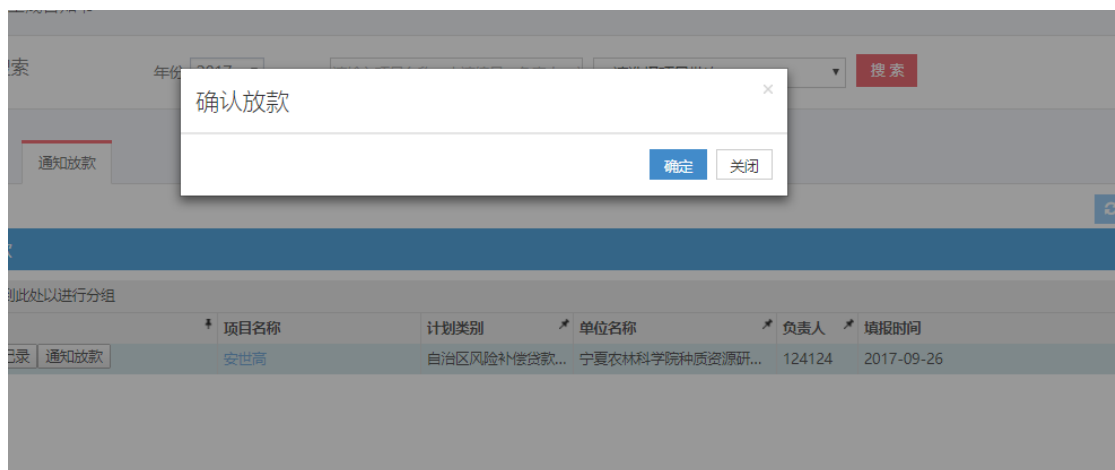 索
年份
搜索
确认放款
×
确定
关闭
通知放款
到此处以进行分组
项目名称 计划类别 单位名称 负责人 填报时间
记录 通知放款 安世高 自治区风险补偿贷款... 宁夏农林科学院种质资源研... 124124 2017-09-26